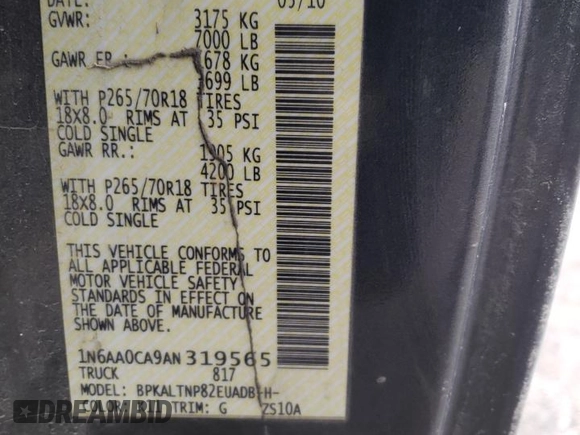 DATE: 05/10
GVWR: 3175 KG
7000 LB
GAWR FR.: 1678 KG
3699 LB
WITH P265/70R18 TIRES
18X8.0 RIMS AT 35 PSI
COLD SINGLE
GAWR RR.: 1905 KG
4200 LB
WITH P265/70R18 TIRES
18X8.0 RIMS AT 35 PSI
COLD SINGLE
THIS VEHICLE CONFORMS TO
ALL APPLICABLE FEDERAL
MOTOR VEHICLE SAFETY
STANDARDS IN EFFECT ON
THE DATE OF MANUFACTURE
SHOWN ABOVE.
1N6AA0CA9AN319565
TRUCK 817
MODEL: BPKALTNP82EUADB-H-
COLOR: TRIM: G ZS10A
DREAMBID